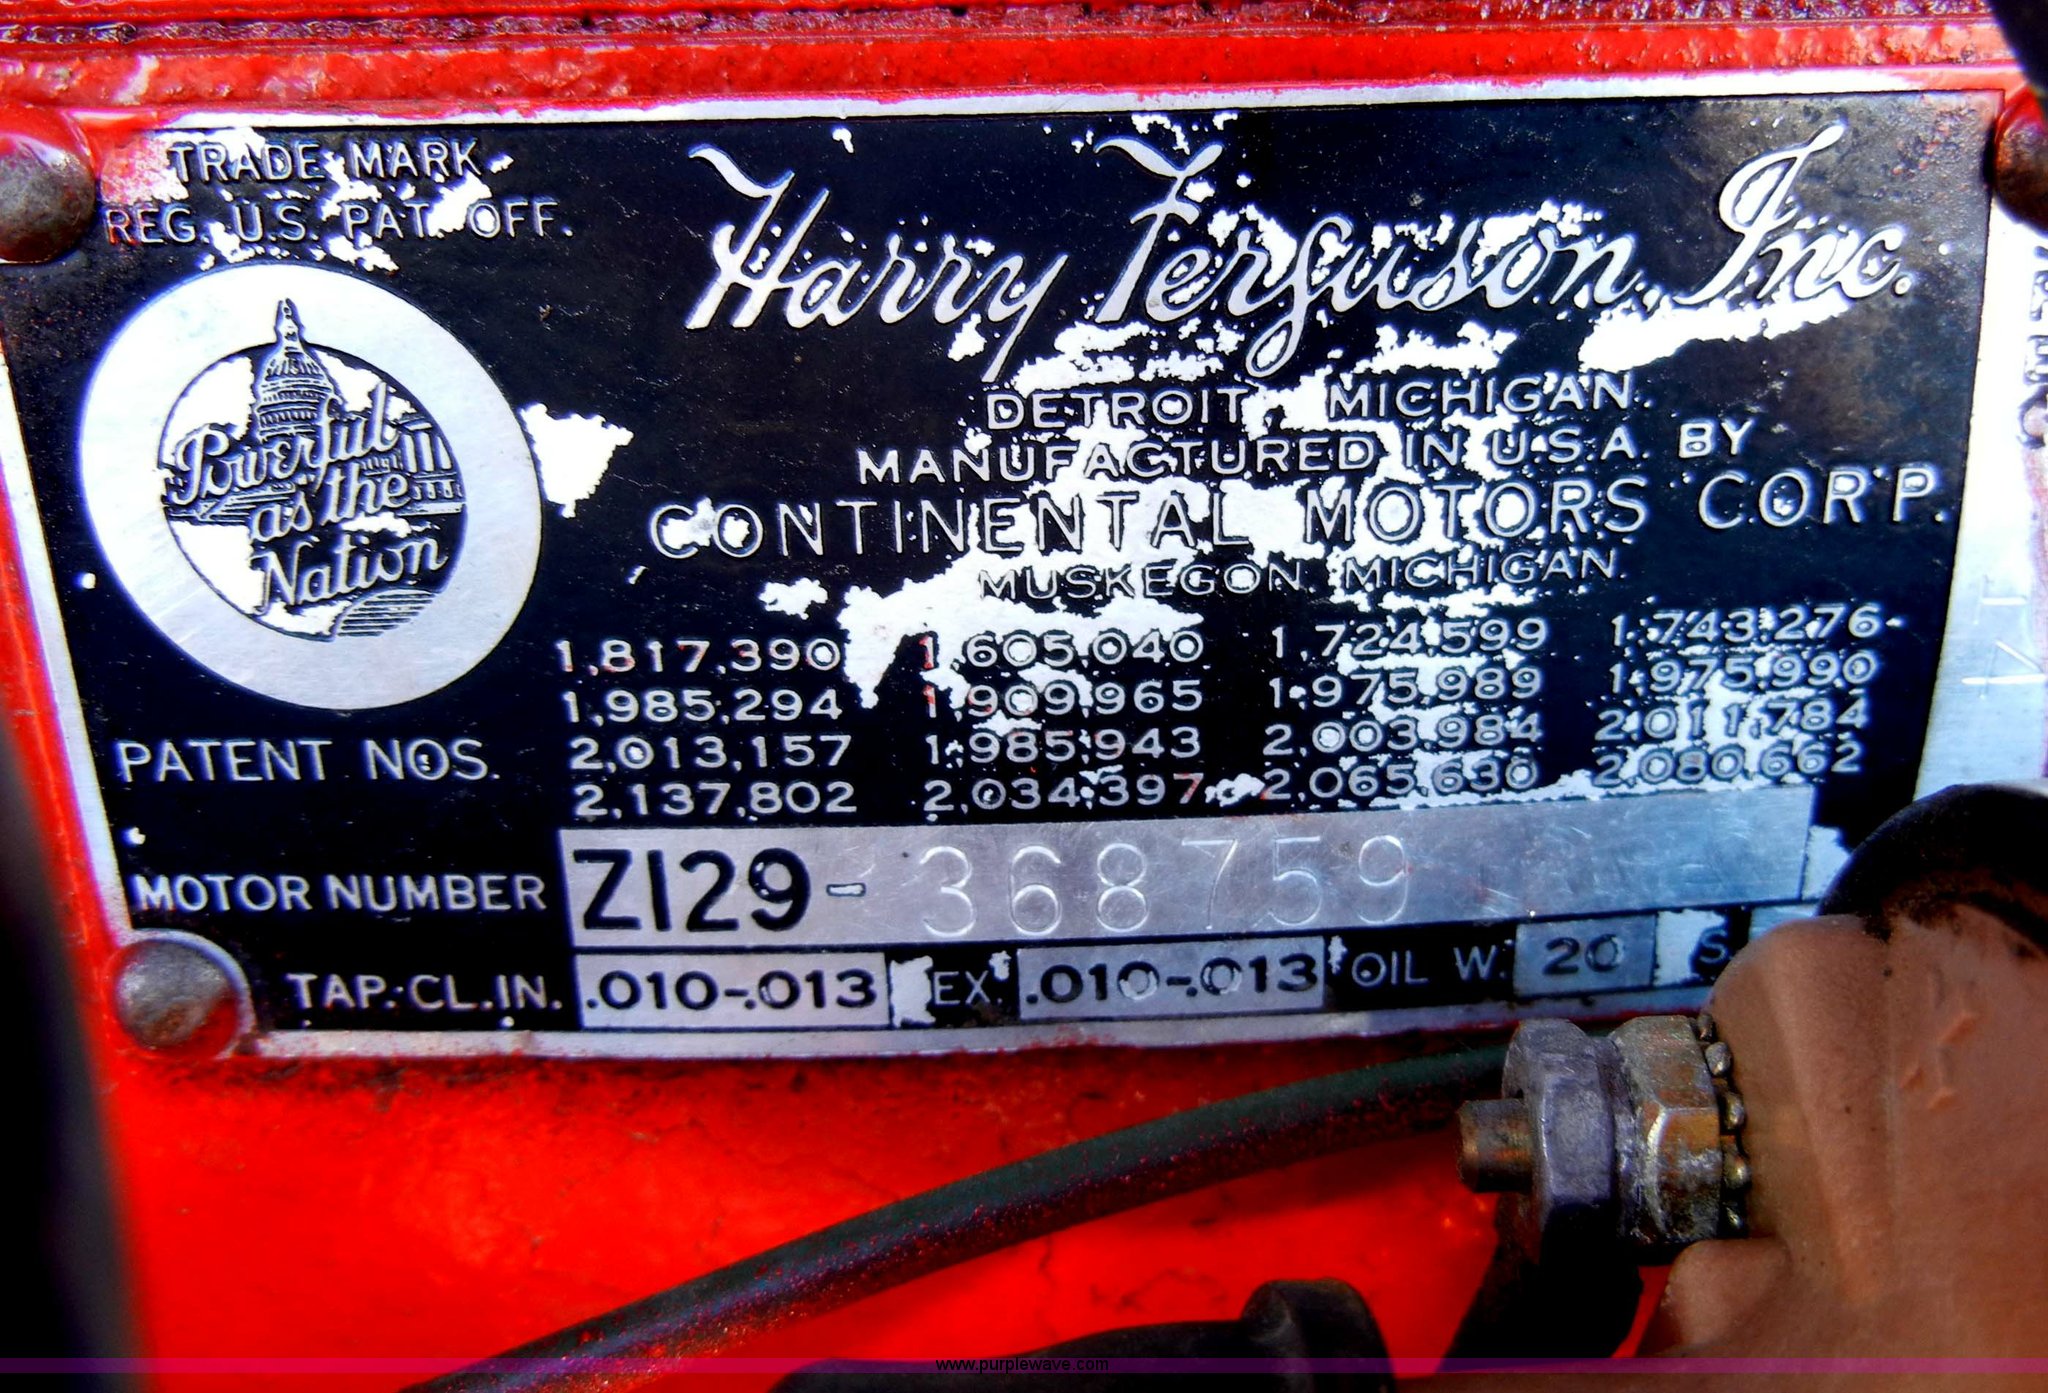 TRADE MARK
REG. U.S. PAT. OFF.
Powerful
as the
Nation
Harry Ferguson Inc.
DETROIT, MICHIGAN.
MANUFACTURED IN U.S.A. BY
CONTINENTAL MOTORS CORP.
MUSKEGON, MICHIGAN.
PATENT NOS.
1,817,390 1,605,040 1,724,599 1,743,276
1,985,294 1,909,965 1,975,989 1,975,990
2,013,157 1,985,943 2,003,984 2,011,784
2,137,802 2,034,397 2,065,630 2,080,662
MOTOR NUMBER Z129- 368759
TAP. CL. IN. .010-.013 EX. .010-.013 OIL W. 20 S.
www.purplewave.com